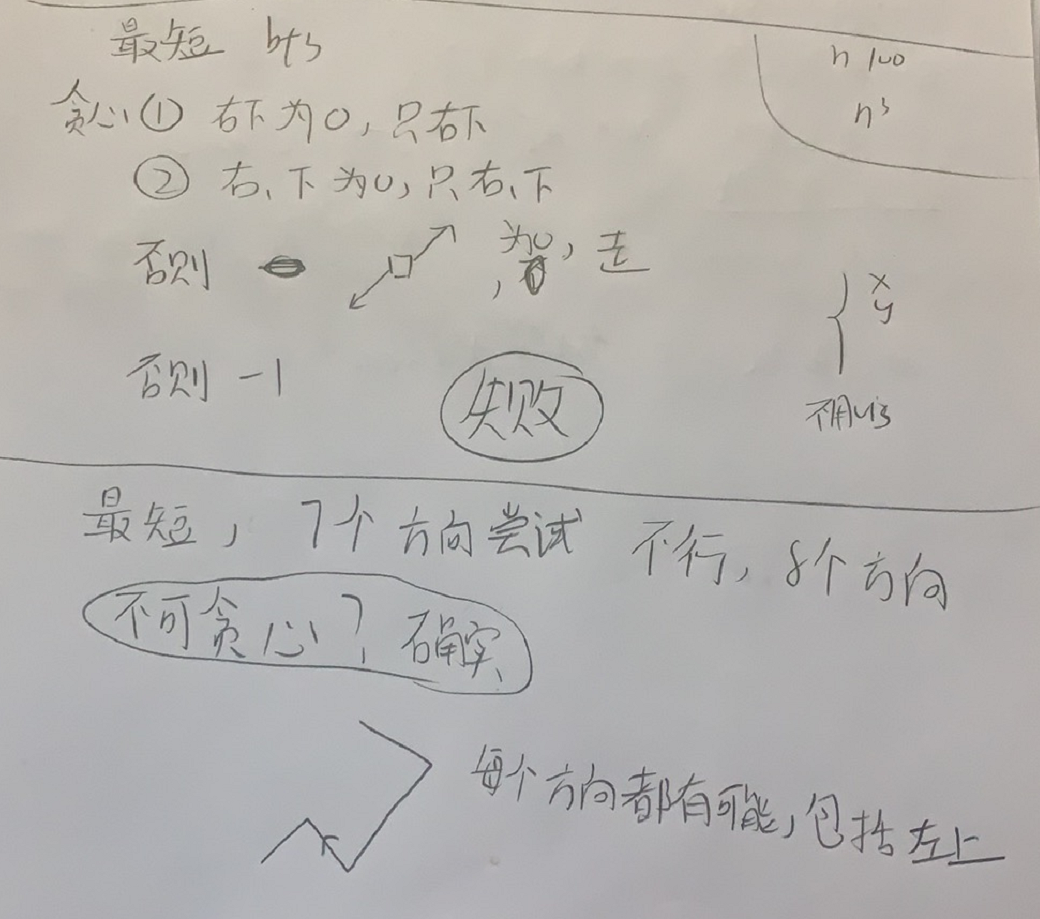 最短 bfs
n 100
n³
贪心① 右下为0,只右下
② 右、下为0,只右、下
否则 为0,走
x
y
否则 -1
失败
不用vis
最短, 7个方向尝试 不行, 8个方向
不可贪心? 确实
每个方向都有可能,包括左上